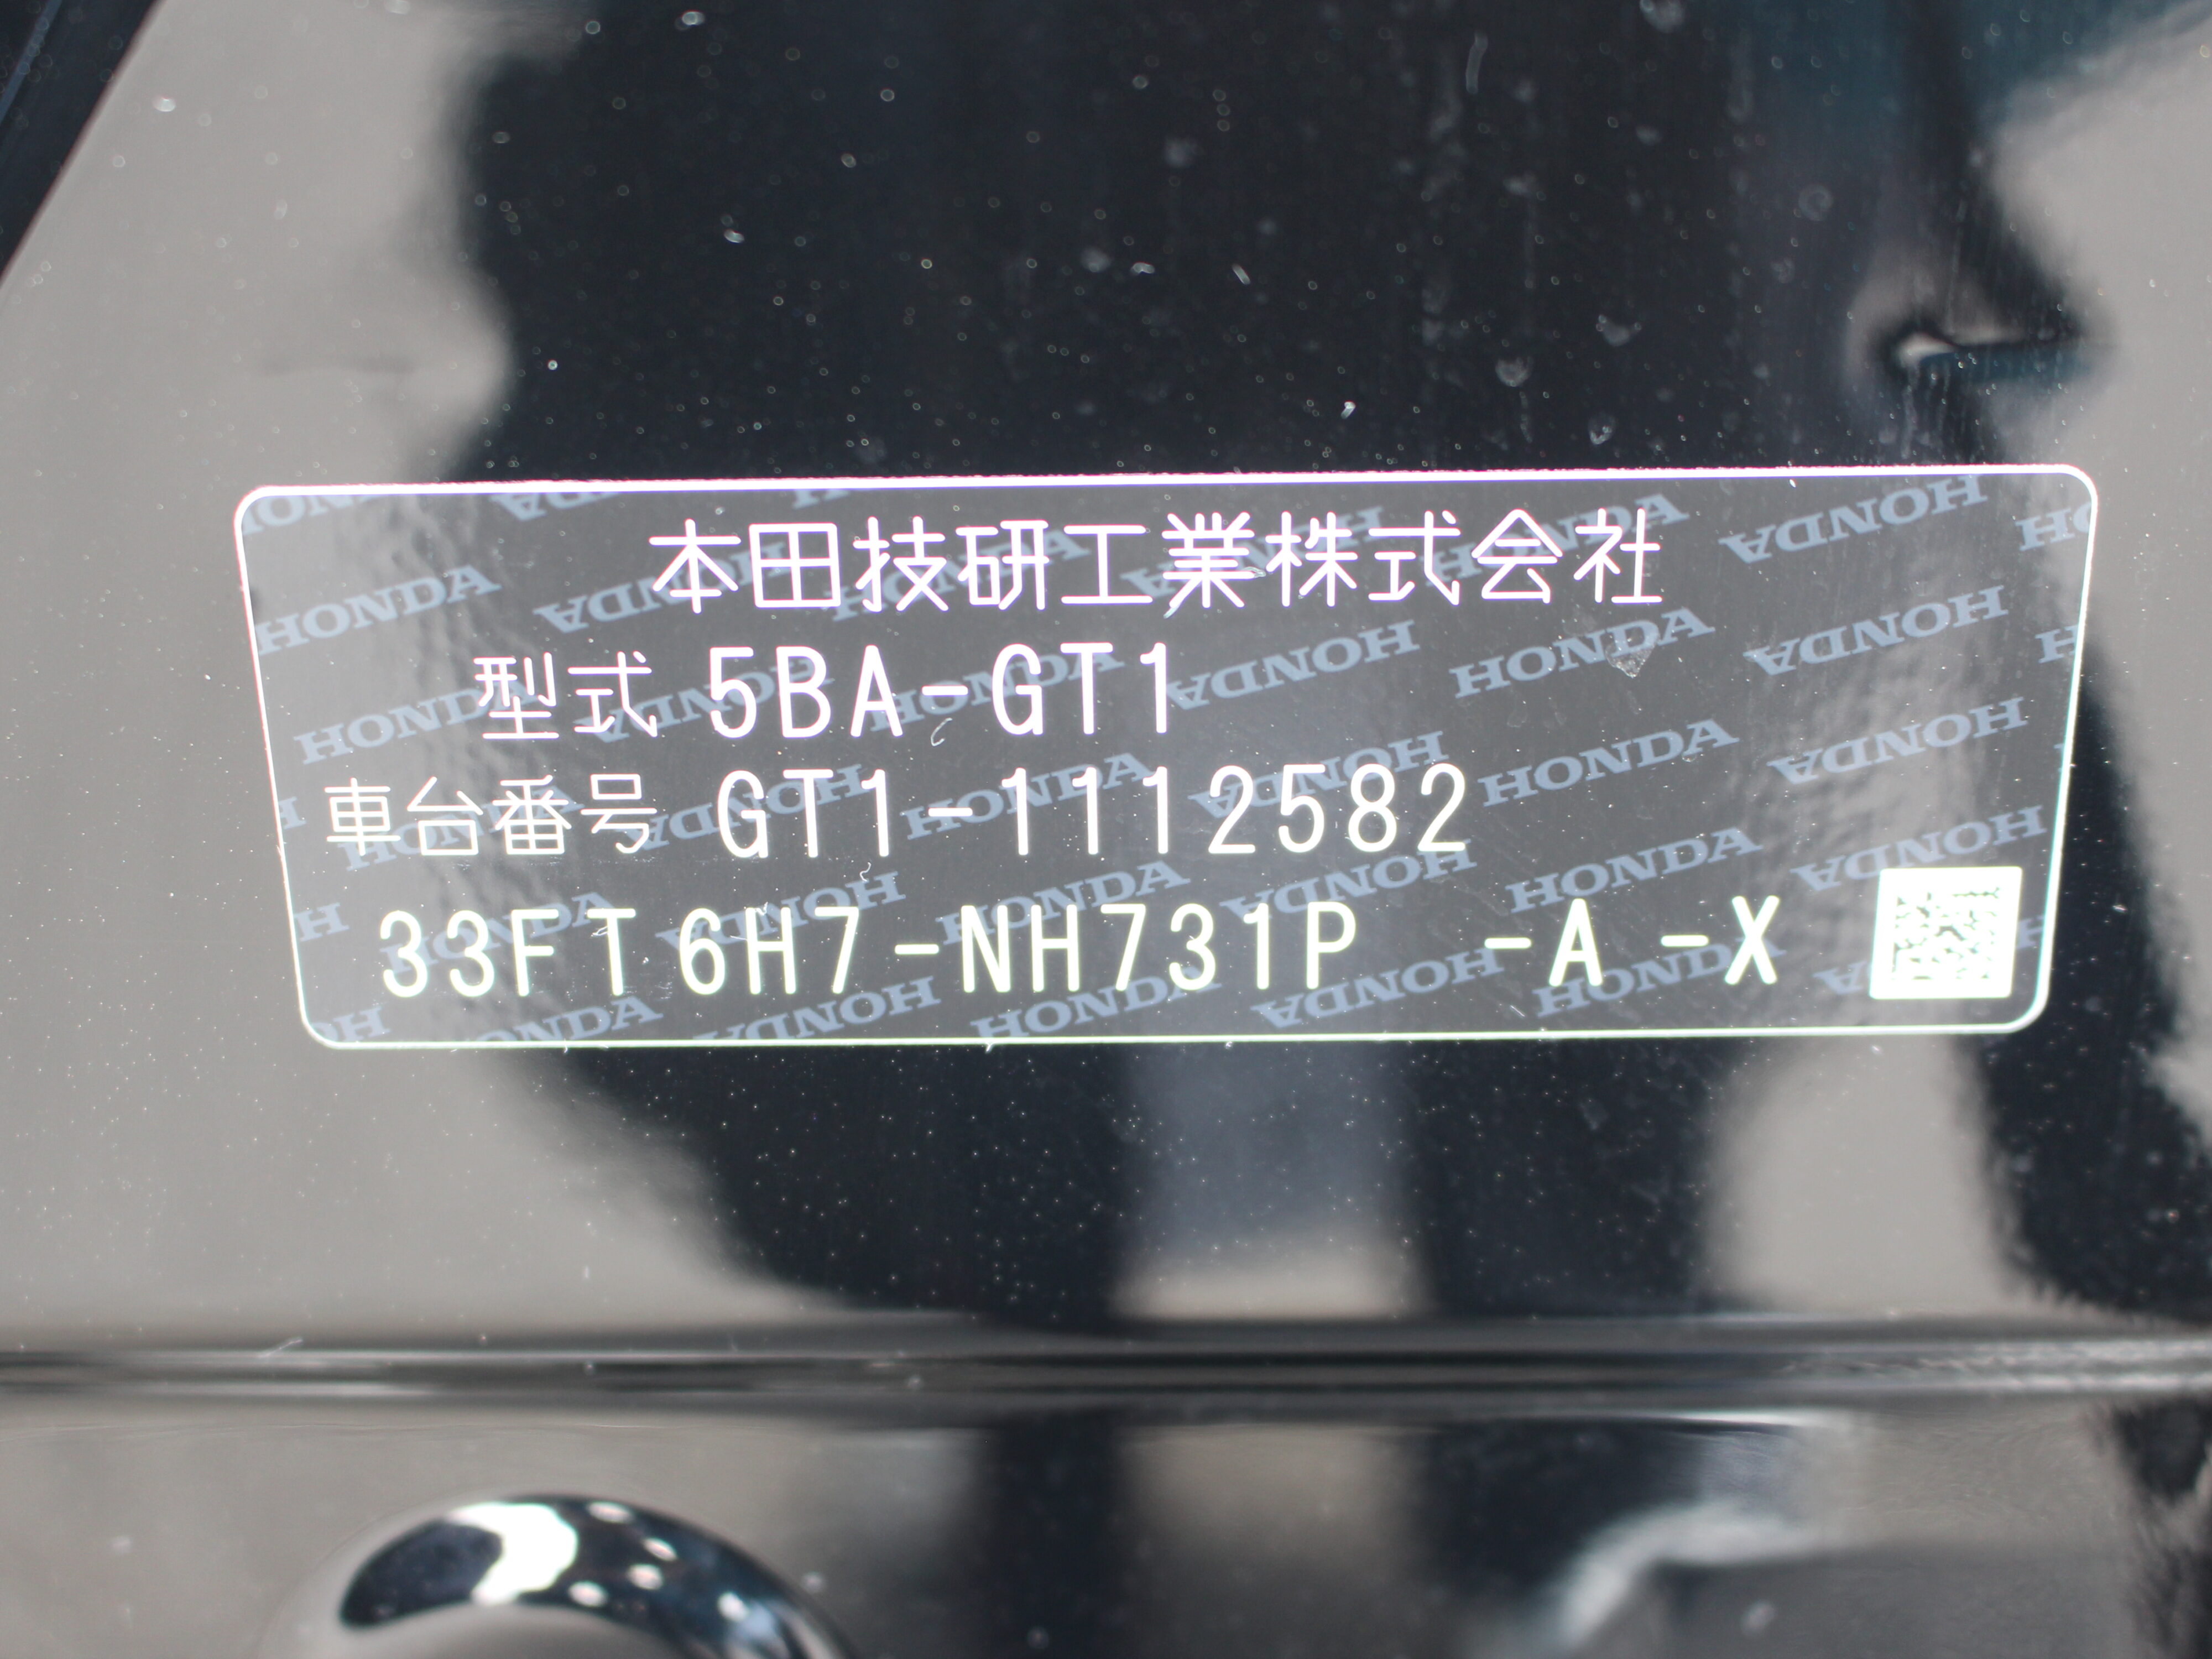 本田技研工業株式会社
型式 5BA-GT1
車台番号 GT1-1112582
33FT6H7-NH731P -A -X